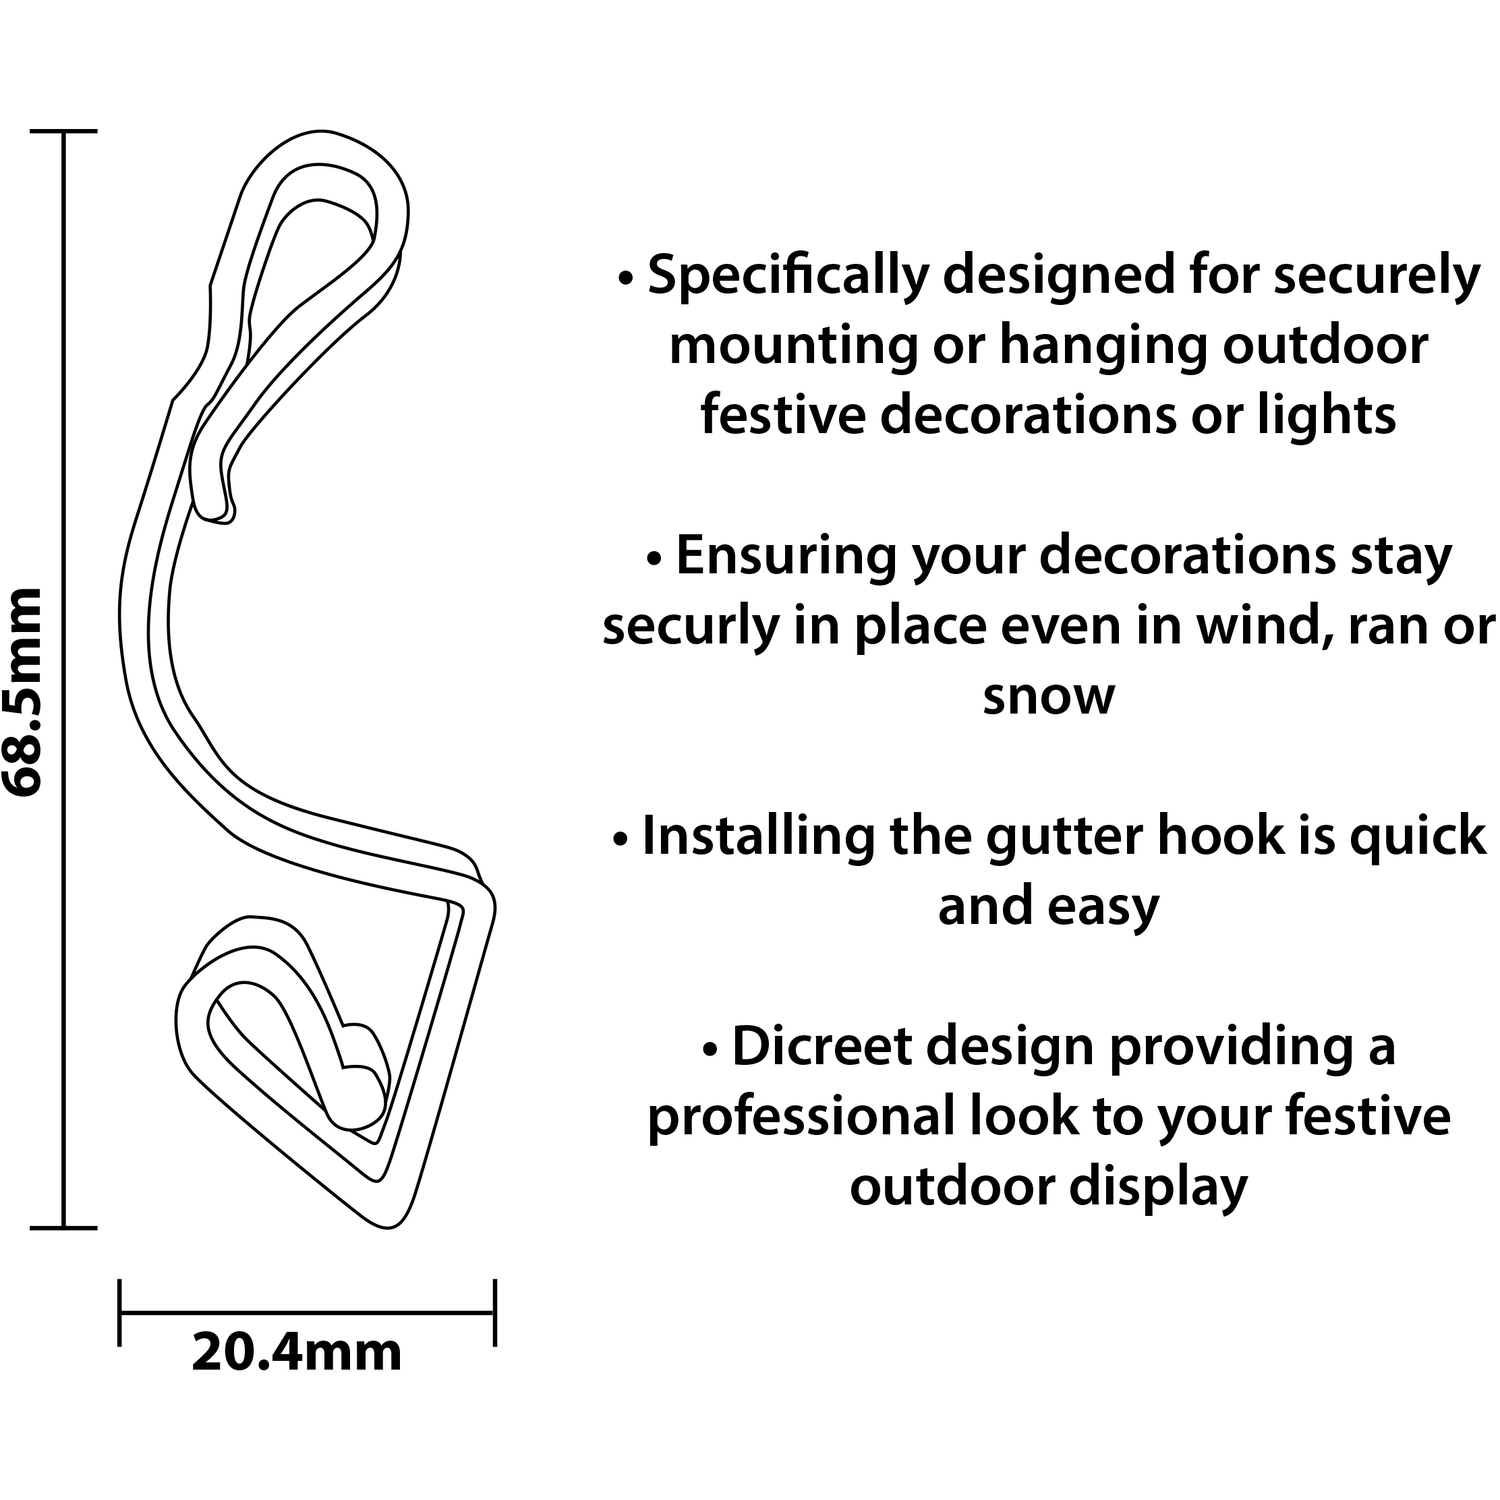 • Specifically designed for securely
mounting or hanging outdoor
festive decorations or lights
• Ensuring your decorations stay
securly in place even in wind, ran or
snow
• Installing the gutter hook is quick
and easy
• Dicreet design providing a
professional look to your festive
outdoor display
68.5mm
20.4mm